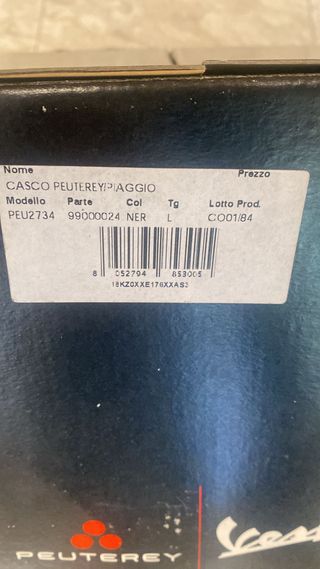 Nome Prezzo
CASCO PEUTEREY/PIAGGIO
Modello Parte Col Tg Lotto Prod.
PEU2734 99000024 NER L CO01/84
8 052794 853005
18KZ0XXE176XXAS3
PEUTEREY